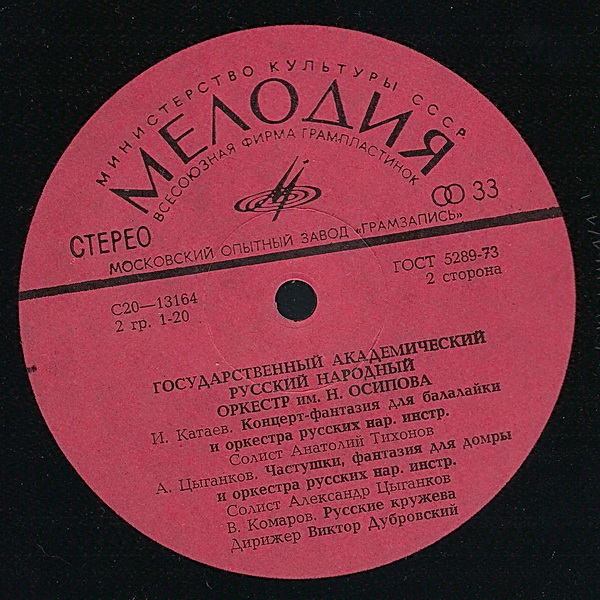 МИНИСТЕРСТВО КУЛЬТУРЫ СССР
МЕЛОДИЯ
ВСЕСОЮЗНАЯ ФИРМА ГРАМПЛАСТИНОК
33
СТЕРЕО
МОСКОВСКИЙ ОПЫТНЫЙ ЗАВОД «ГРАМЗАПИСЬ»
С20—13164
2 гр. 1-20
ГОСТ 5289-73
2 сторона
ГОСУДАРСТВЕННЫЙ АКАДЕМИЧЕСКИЙ
РУССКИЙ НАРОДНЫЙ
ОРКЕСТР им. Н. ОСИПОВА
И. Катаев. Концерт-фантазия для балалайки
и оркестра русских нар. инстр.
Солист Анатолий Тихонов
А. Цыганков. Частушки, фантазия для домры
и оркестра русских нар. инстр.
Солист Александр Цыганков
В. Комаров. Русские кружева
Дирижер Виктор Дубровский